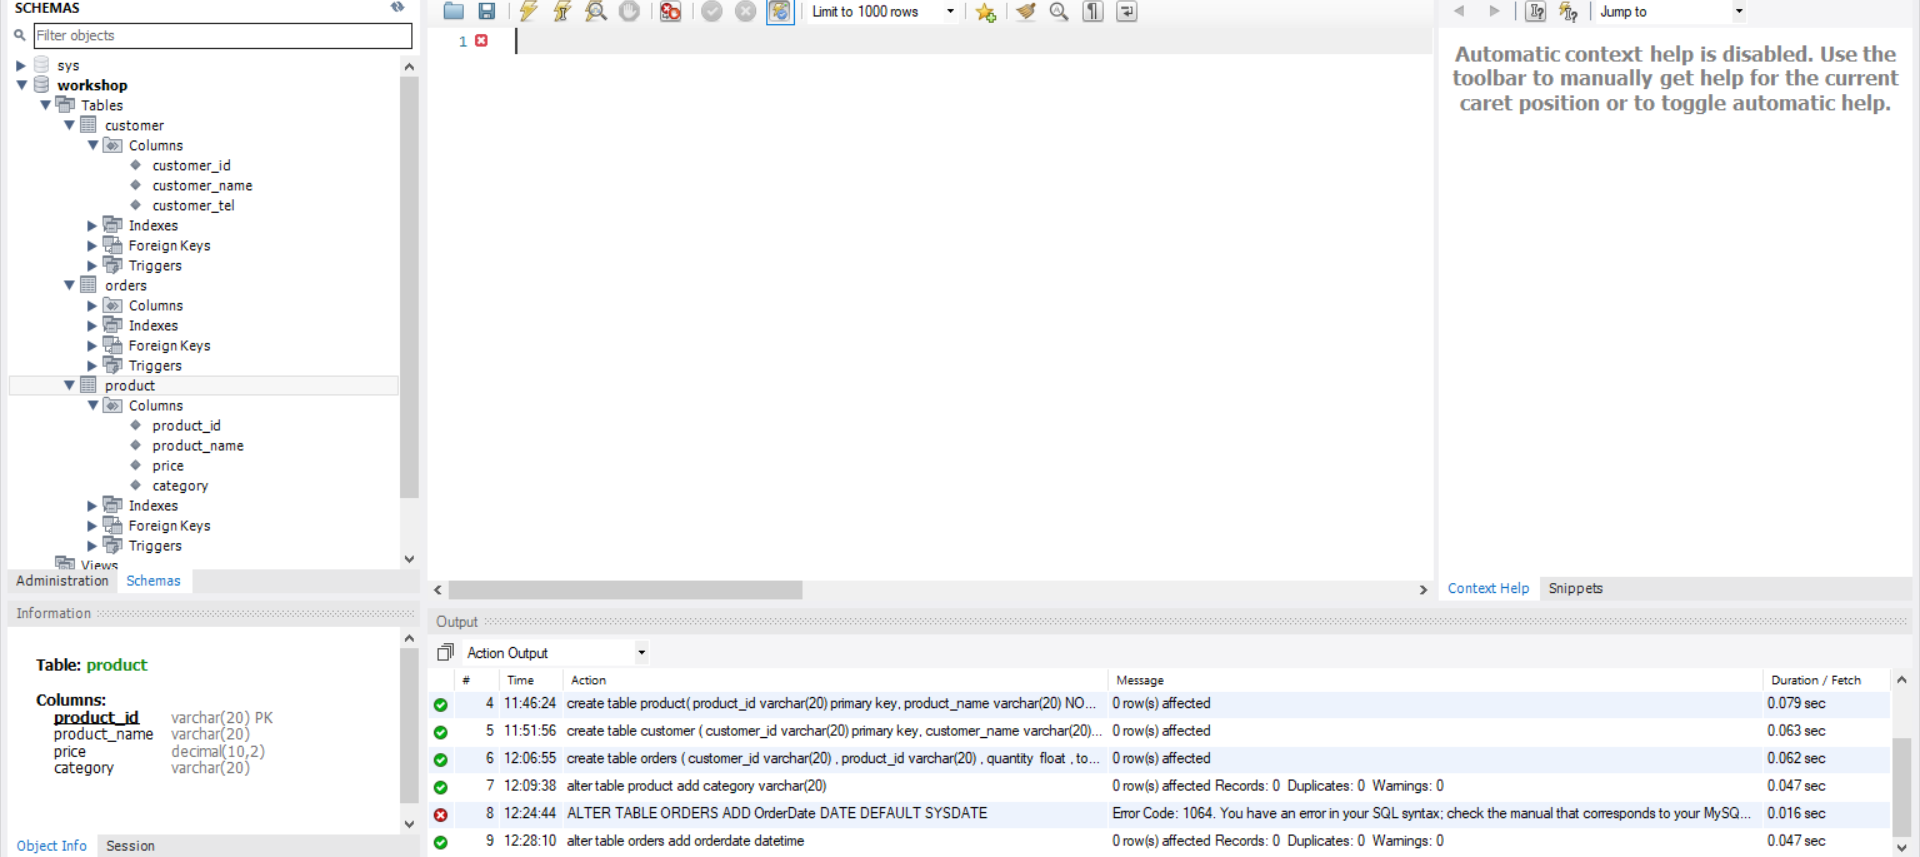 SCHEMAS
Filter objects
sys
workshop
Tables
customer
Columns
customer_id
customer_name
customer_tel
Indexes
Foreign Keys
Triggers
orders
Columns
Indexes
Foreign Keys
Triggers
product
Columns
product_id
product_name
price
category
Indexes
Foreign Keys
Triggers
Views
Administration Schemas
Information
Table: product
Columns:
product_id varchar(20) PK
product_name varchar(20)
price decimal(10,2)
category varchar(20)
Object Info Session
Limit to 1000 rows
1
Jump to
Automatic context help is disabled. Use the
toolbar to manually get help for the current
caret position or to toggle automatic help.
Context Help Snippets
Output
Action Output
# Time Action Message Duration / Fetch
4 11:46:24 create table product( product_id varchar(20) primary key, product_name varchar(20) NO... 0 row(s) affected 0.079 sec
5 11:51:56 create table customer ( customer_id varchar(20) primary key, customer_name varchar(20)... 0 row(s) affected 0.063 sec
6 12:06:55 create table orders ( customer_id varchar(20) , product_id varchar(20) , quantity float , to... 0 row(s) affected 0.062 sec
7 12:09:38 alter table product add category varchar(20) 0 row(s) affected Records: 0 Duplicates: 0 Warnings: 0 0.047 sec
8 12:24:44 ALTER TABLE ORDERS ADD OrderDate DATE DEFAULT SYSDATE Error Code: 1064. You have an error in your SQL syntax; check the manual that corresponds to your MySQ... 0.016 sec
9 12:28:10 alter table orders add orderdate datetime 0 row(s) affected Records: 0 Duplicates: 0 Warnings: 0 0.047 sec